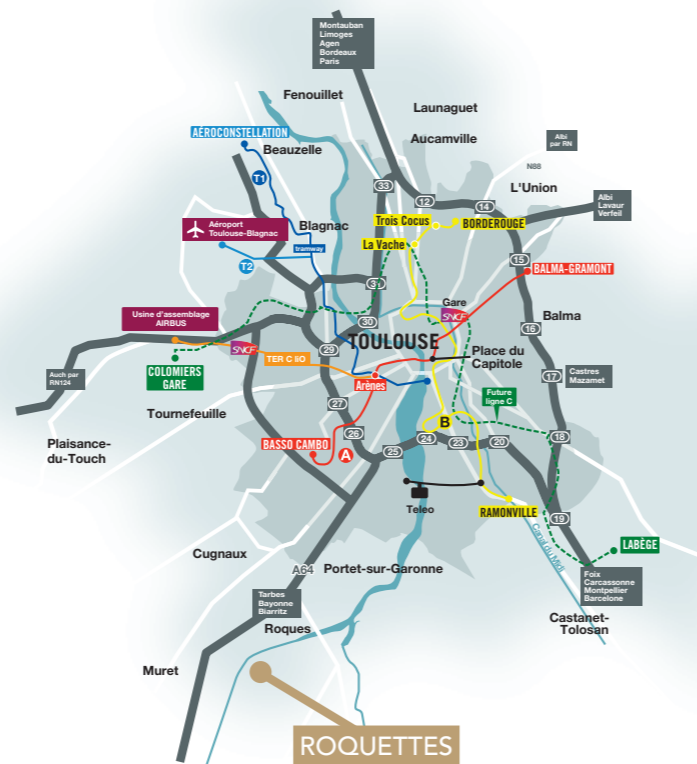 Montauban
Limoges
Agen
Bordeaux
Paris
Fenouillet
Launaguet
AÉROCONSTELLATION
Aucamville
Albi
par RN
Beauzelle
N88
T1
33
12
14
L'Union
Albi
Lavaur
Verfeil
Trois Cocus
BORDEROUGE
Aéroport
Toulouse-Blagnac
Blagnac
La Vache
tramway
T2
15
BALMA-GRAMONT
31
Gare
Usine d'assemblage
AIRBUS
30
SNCF
Balma
16
TOULOUSE
SNCF
29
Place du
Capitole
TER C
COLOMIERS
GARE
Auch par
RN124
Arènes
17
Castres
Mazamet
Tournefeuille
27
Future
ligne C
Plaisance-
du-Touch
BASSO CAMBO
A
26
B
24
23
20
18
25
Teleo
RAMONVILLE
19
Canal du Midi
LABÈGE
Cugnaux
A64
Portet-sur-Garonne
Foix
Carcassonne
Montpellier
Barcelone
Tarbes
Bayonne
Biarritz
Castanet-
Tolosan
Roques
Muret
ROQUETTES